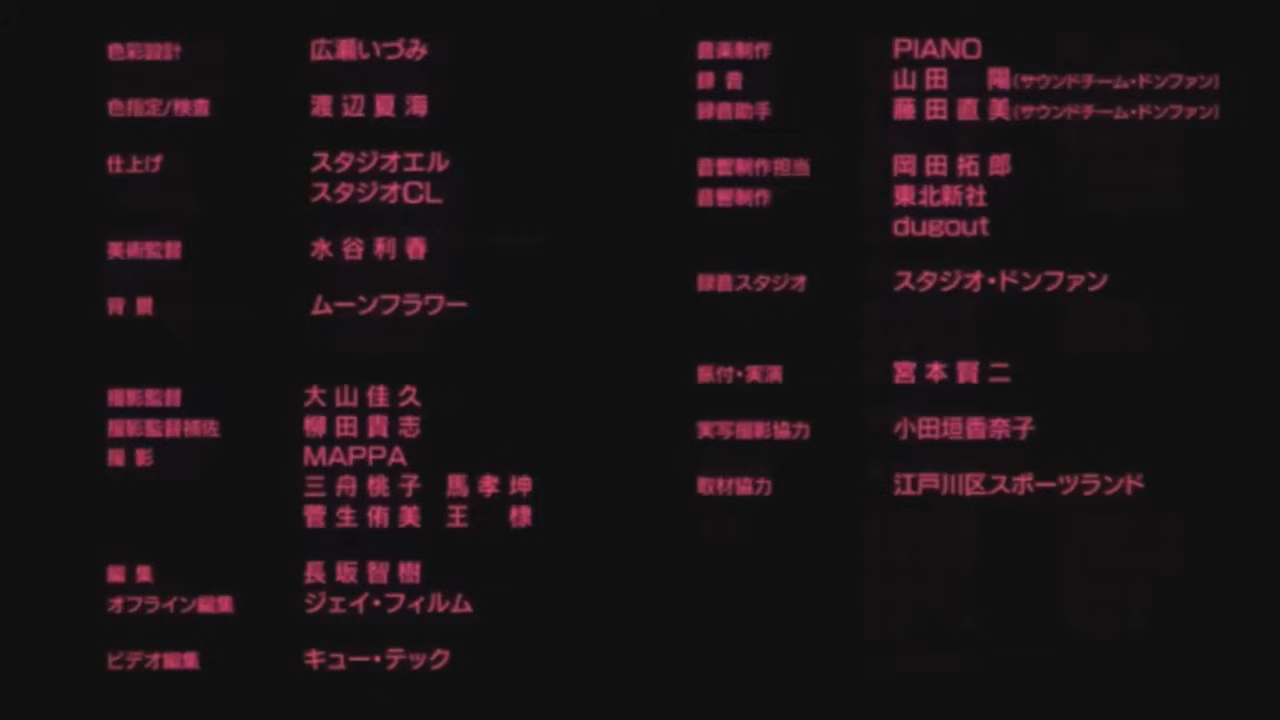 色彩設計 広瀬いづみ
色指定/検査 渡辺夏海
仕上げ スタジオエル
スタジオCL
美術監督 水谷利春
背景 ムーンフラワー
撮影監督 大山佳久
撮影監督補佐 柳田貴志
撮影 MAPPA
三舟桃子 馬孝坤
菅生侑美 王
編集 長坂智樹
オフライン編集 ジェイ・フィルム
ビデオ編集 キュー・テック
音楽制作 PIANO
録音 山田 陽(サウンドチーム・ドンファン)
録音助手 藤田直美(サウンドチーム・ドンファン)
音響制作担当 岡田拓郎
音響制作 東北新社
dugout
録音スタジオ スタジオ・ドンファン
振付・実演 宮本賢二
実写撮影協力 小田垣香奈子
取材協力 江戸川区スポーツランド